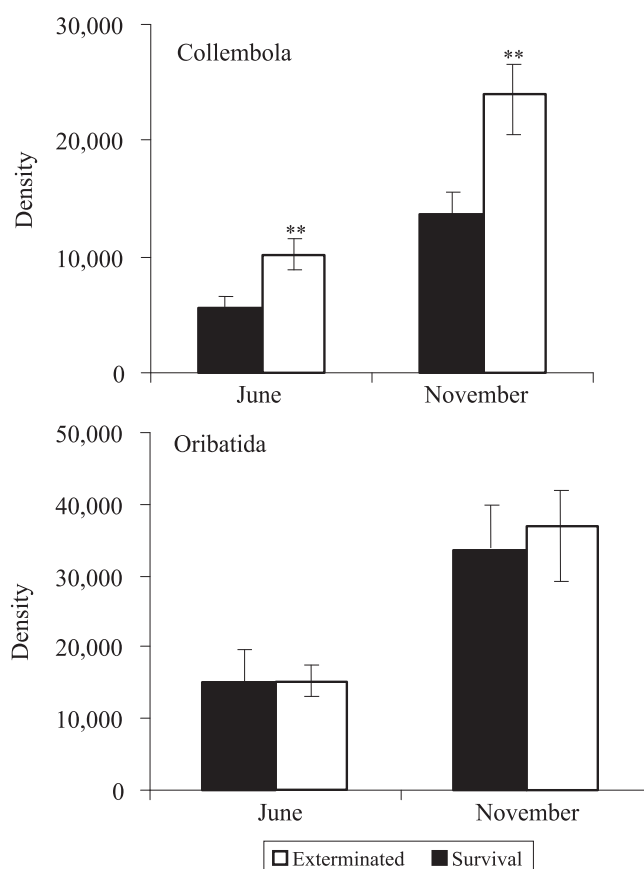 30,000
Collembola
**
20,000
Density
**
10,000
0
June November
50,000
Oribatida
40,000
30,000
Density
20,000
10,000
0
June November
Exterminated Survival